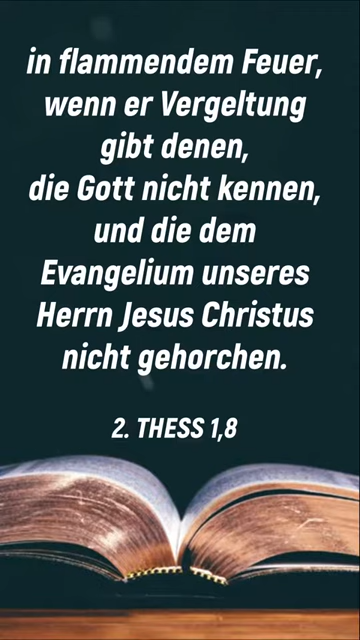 in flammendem Feuer,
wenn er Vergeltung
gibt denen,
die Gott nicht kennen,
und die dem
Evangelium unseres
Herrn Jesus Christus
nicht gehorchen.
2. THESS 1,8